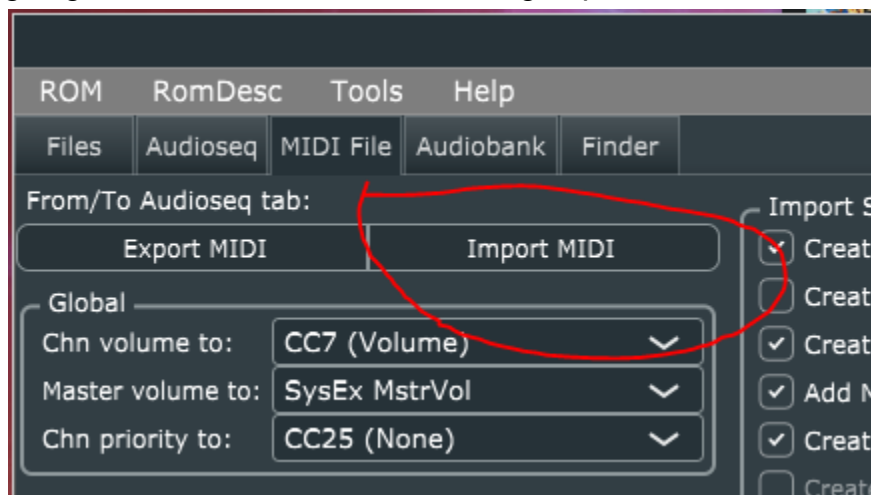 ROM RomDesc Tools Help
Files Audioseq MIDI File Audiobank Finder
From/To Audioseq tab:
Export MIDI Import MIDI
Import S
Creat
Global
Creat
Chn volume to: CC7 (Volume)
Creat
Master volume to: SysEx MstrVol
Add
Chn priority to: CC25 (None)
Creat
Create